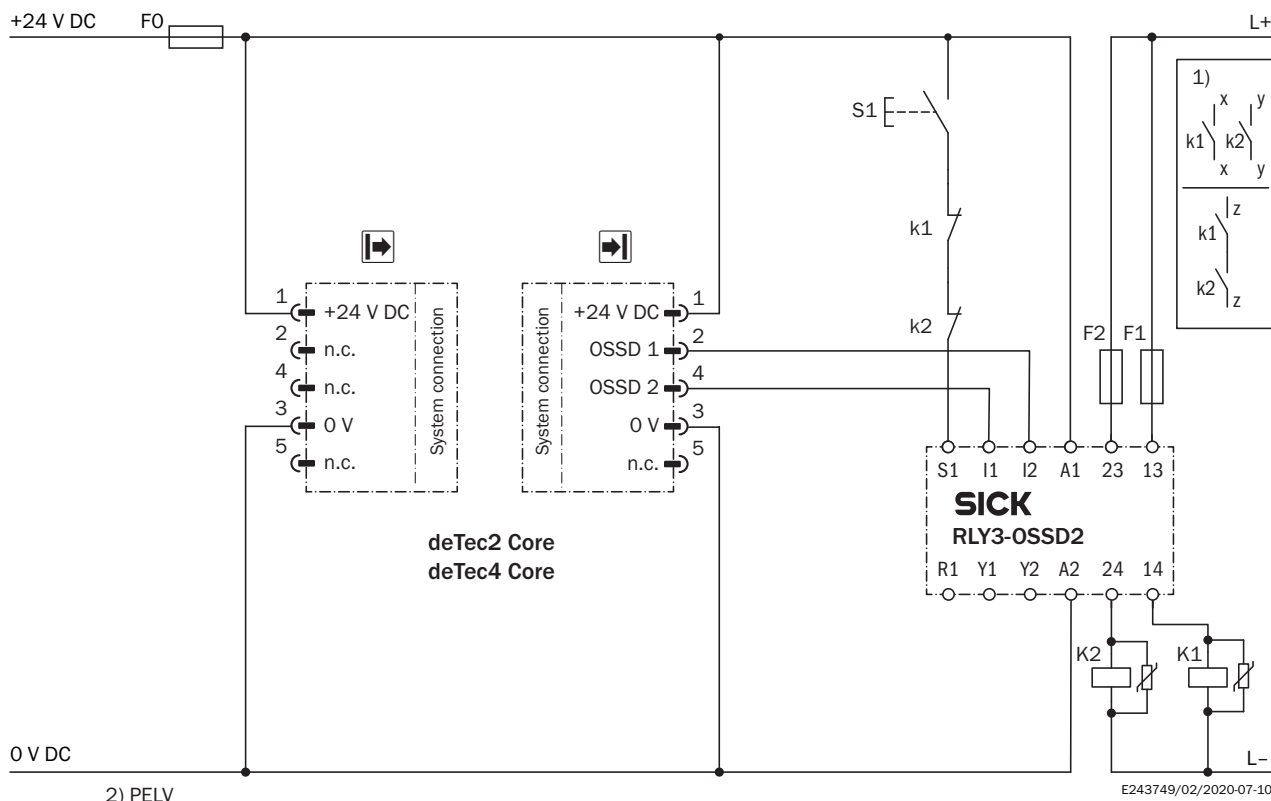 +24 V DC F0 L+
1)
x y
k1 k2
x y
z
k1
k2
z
S1
k1
k2
F2 F1
1 +24 V DC
2 n.c.
4 n.c.
3 0 V
5 n.c.
System connection
System connection
+24 V DC 1
OSSD 1 2
OSSD 2 4
0 V 3
n.c. 5
deTec2 Core
deTec4 Core
S1 I1 I2 A1 23 13
SICK
RLY3-OSSD2
R1 Y1 Y2 A2 24 14
K2 K1
0 V DC L–
2) PELV
E243749/02/2020-07-10